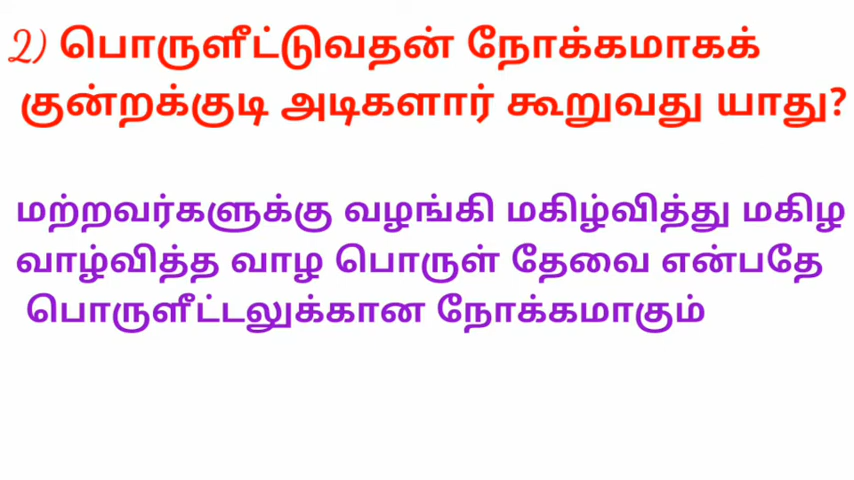 2) பொருளீட்டுவதன் நோக்கமாகக்
குன்றக்குடி அடிகளார் கூறுவது யாது?
மற்றவர்களுக்கு வழங்கி மகிழ்வித்து மகிழ
வாழ்வித்த வாழ பொருள் தேவை என்பதே
பொருளீட்டலுக்கான நோக்கமாகும்